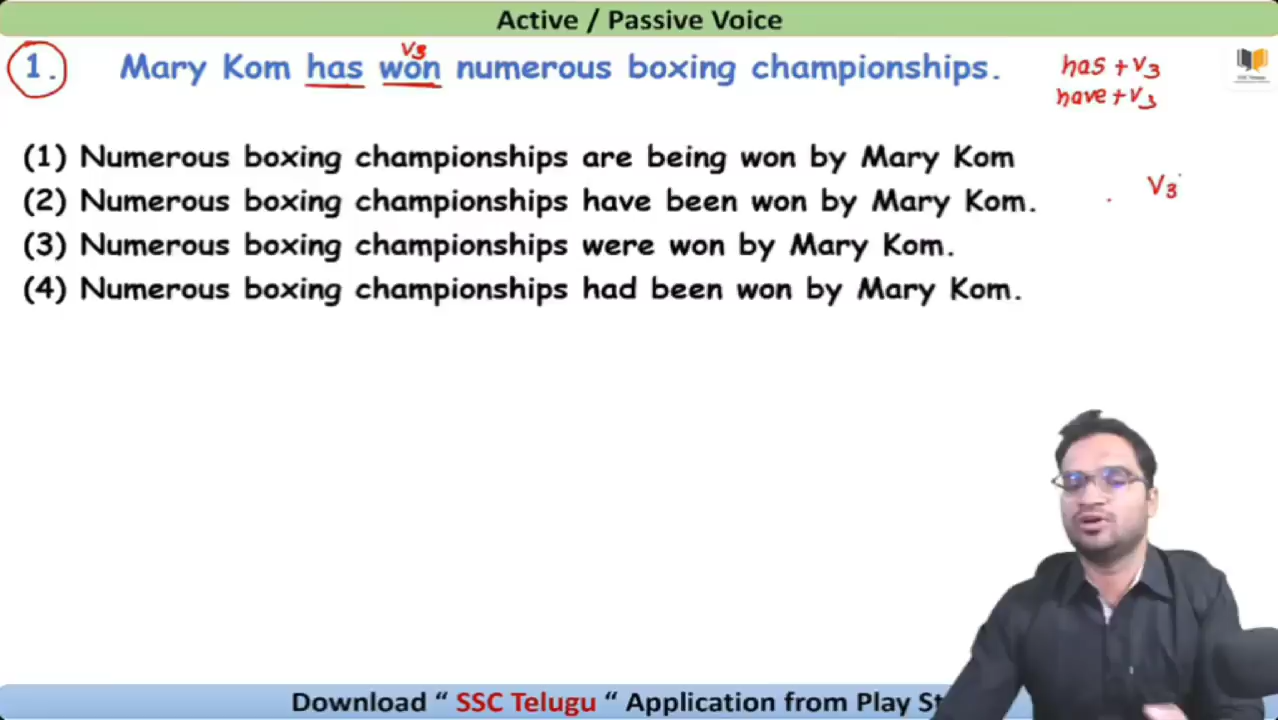 Active / Passive Voice
1. Mary Kom has won numerous boxing championships.
V3
has + V3
have + V3
(1) Numerous boxing championships are being won by Mary Kom
(2) Numerous boxing championships have been won by Mary Kom.
V3
(3) Numerous boxing championships were won by Mary Kom.
(4) Numerous boxing championships had been won by Mary Kom.
Download “ SSC Telugu “ Application from Play St